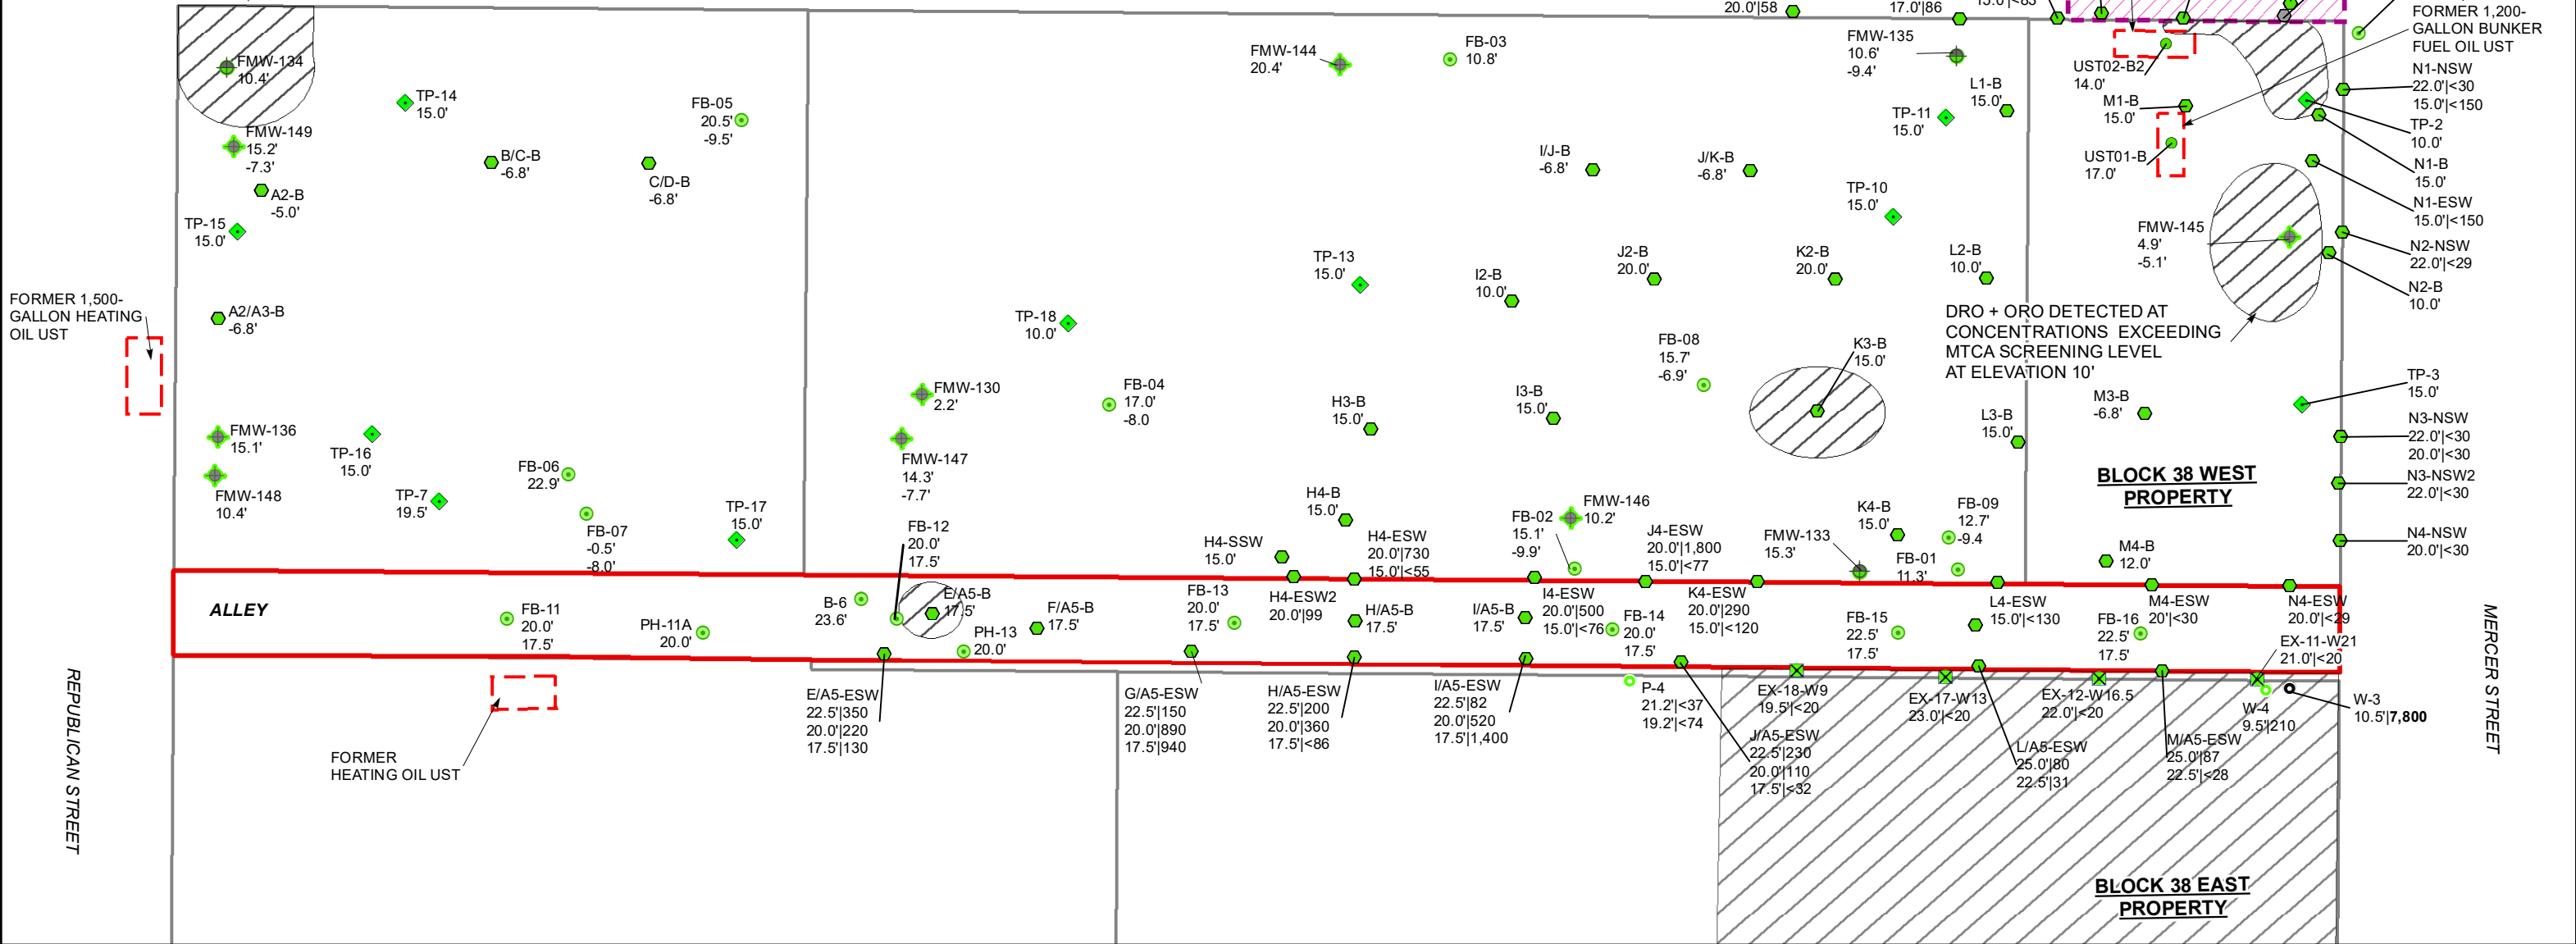 20.0'|58
17.0'|86
15.0'|<85
FORMER 1,200-
GALLON BUNKER
FUEL OIL UST
FMW-134
10.4'
TP-14
15.0'
FB-05
20.5'
-9.5'
FMW-149
15.2'
-7.3'
B/C-B
-6.8'
C/D-B
-6.8'
A2-B
-5.0'
TP-15
15.0'
FMW-144
20.4'
FB-03
10.8'
FMW-135
10.6'
-9.4'
L1-B
15.0'
TP-11
15.0'
UST02-B2
14.0'
M1-B
15.0'
UST01-B
17.0'
N1-NSW
22.0'|<30
15.0'|<150
TP-2
10.0'
N1-B
15.0'
N1-ESW
15.0'|<150
N2-NSW
22.0'|<29
N2-B
10.0'
I/J-B
-6.8'
J/K-B
-6.8'
TP-10
15.0'
FMW-145
4.9'
-5.1'
TP-13
15.0'
I2-B
10.0'
J2-B
20.0'
K2-B
20.0'
L2-B
10.0'
FORMER 1,500-
GALLON HEATING
OIL UST
A2/A3-B
-6.8'
TP-18
10.0'
DRO + ORO DETECTED AT
CONCENTRATIONS EXCEEDING
MTCA SCREENING LEVEL
AT ELEVATION 10'
FB-08
15.7'
-6.9'
K3-B
15.0'
FMW-130
2.2'
FB-04
17.0'
-8.0
H3-B
15.0'
I3-B
15.0'
L3-B
15.0'
M3-B
-6.8'
TP-3
15.0'
N3-NSW
22.0'|<30
20.0'|<30
N3-NSW2
22.0'|<30
N4-NSW
20.0'|<30
FMW-136
15.1'
TP-16
15.0'
FMW-148
10.4'
TP-7
19.5'
FB-06
22.9'
FB-07
-0.5'
-8.0'
TP-17
15.0'
FMW-147
14.3'
-7.7'
FB-12
20.0'
17.5'
BLOCK 38 WEST
PROPERTY
H4-B
15.0'
H4-SSW
15.0'
H4-ESW
20.0'|730
15.0'|<55
FB-02
15.1'
-9.9'
FMW-146
10.2'
J4-ESW
20.0'|1,800
15.0'|<77
FMW-133
15.3'
K4-B
15.0'
FB-09
12.7'
-9.4
FB-01
11.3'
M4-B
12.0'
ALLEY
FB-11
20.0'
17.5'
PH-11A
20.0'
B-6
23.6'
E/A5-B
17.5'
PH-13
20.0'
F/A5-B
17.5'
FB-13
20.0'
17.5'
H4-ESW2
20.0'|99
H/A5-B
17.5'
I/A5-B
17.5'
I4-ESW
20.0'|500
15.0'|<76
FB-14
20.0'
17.5'
K4-ESW
20.0'|290
15.0'|<120
FB-15
22.5'
17.5'
L4-ESW
15.0'|<130
FB-16
22.5'
17.5'
M4-ESW
20'|<30
N4-ESW
20.0'|<29
EX-11-W21
21.0'|<20
REPUBLICAN STREET
MERCER STREET
FORMER
HEATING OIL UST
E/A5-ESW
22.5'|350
20.0'|220
17.5'|130
G/A5-ESW
22.5'|150
20.0'|890
17.5'|940
H/A5-ESW
22.5'|200
20.0'|360
17.5'|<86
I/A5-ESW
22.5'|82
20.0'|520
17.5'|1,400
P-4
21.2'|<37
19.2'|<74
J/A5-ESW
22.5'|230
20.0'|110
17.5'|<32
EX-18-W9
19.5'|<20
EX-17-W13
23.0'|<20
EX-12-W16.5
22.0'|<20
L/A5-ESW
25.0'|80
22.5'|31
M/A5-ESW
25.0'|87
22.5'|<28
W-4
9.5'|210
W-3
10.5'|7,800
BLOCK 38 EAST
PROPERTY